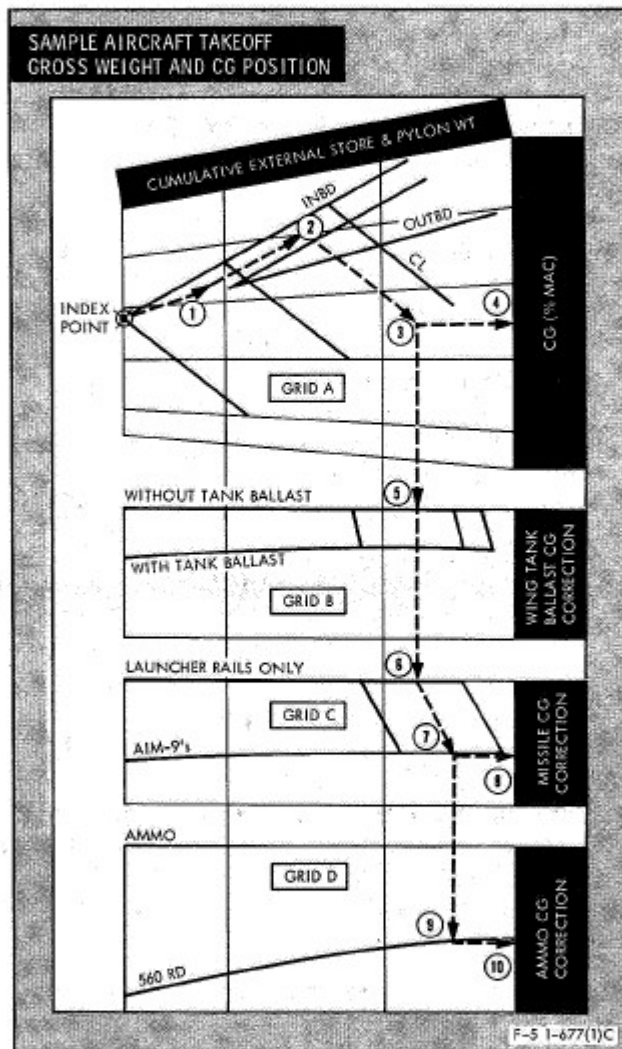 SAMPLE AIRCRAFT TAKEOFF
GROSS WEIGHT AND CG POSITION
CUMULATIVE EXTERNAL STORE & PYLON WT
INBD
2
OUTBD
CL
INDEX
POINT
1
3
4
GRID A
CG (% MAC)
WITHOUT TANK BALLAST
5
WITH TANK BALLAST
GRID B
WING TANK
BALLAST CG
CORRECTION
LAUNCHER RAILS ONLY
6
GRID C
7
AIM-9's
8
MISSILE CG
CORRECTION
AMMO
GRID D
9
560 RD
10
AMMO CG
CORRECTION
F-5 1-677(1)C